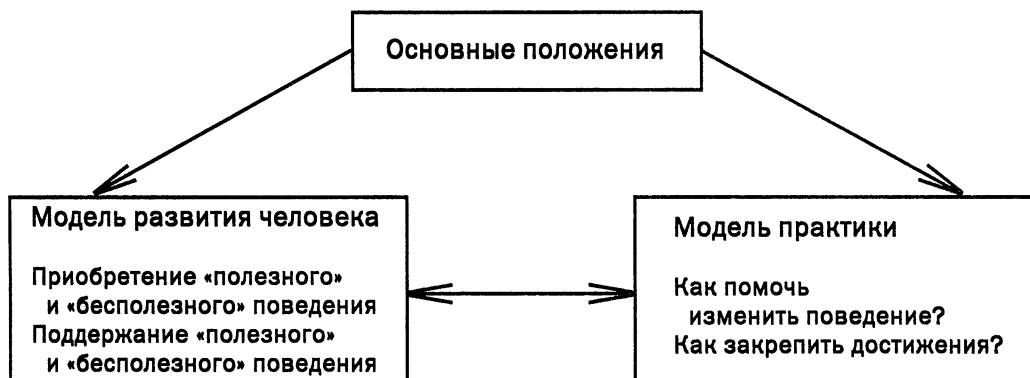 Основные положения
Модель развития человека
Приобретение «полезного»
и «бесполезного» поведения
Поддержание «полезного»
и «бесполезного» поведения
Модель практики
Как помочь
изменить поведение?
Как закрепить достижения?